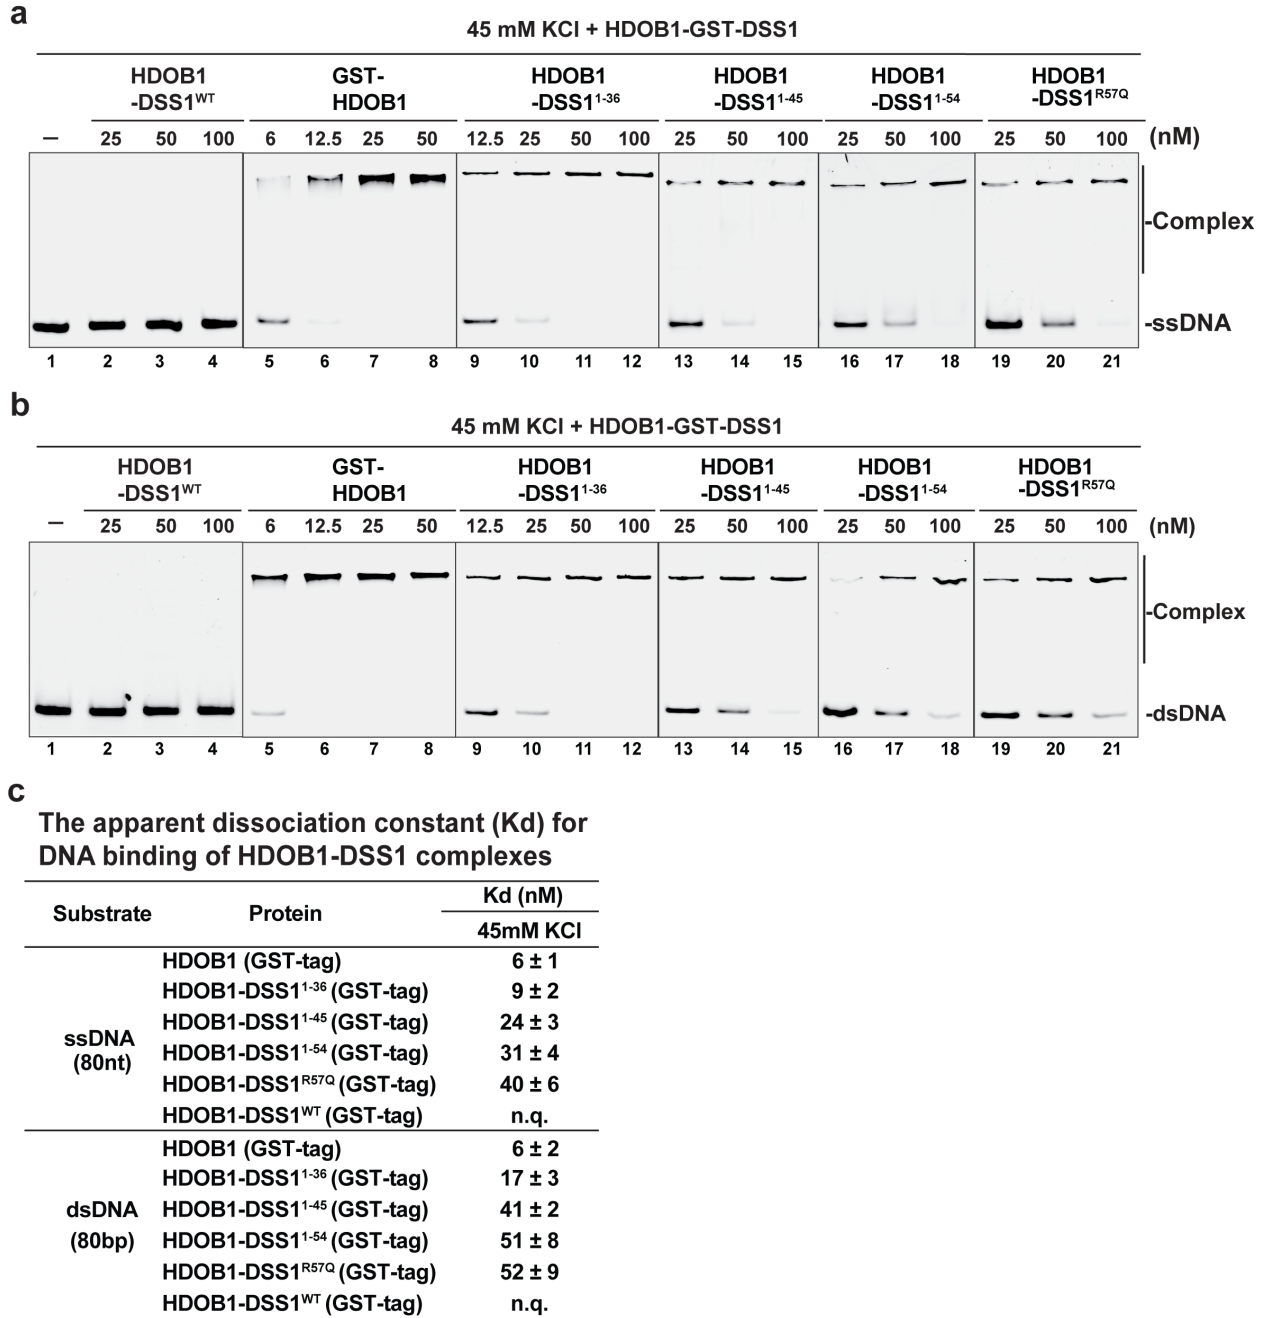 a
45 mM KCl + HDOB1-GST-DSS1
HDOB1 GST- HDOB1 HDOB1 HDOB1 HDOB1
-DSS1WT HDOB1 -DSS11-36 -DSS11-45 -DSS11-54 -DSS1R57Q
– 25 50 100 6 12.5 25 50 12.5 25 50 100 25 50 100 25 50 100 25 50 100 (nM)
-Complex
-ssDNA
1 2 3 4 5 6 7 8 9 10 11 12 13 14 15 16 17 18 19 20 21
b
45 mM KCl + HDOB1-GST-DSS1
HDOB1 GST- HDOB1 HDOB1 HDOB1 HDOB1
-DSS1WT HDOB1 -DSS11-36 -DSS11-45 -DSS11-54 -DSS1R57Q
– 25 50 100 6 12.5 25 50 12.5 25 50 100 25 50 100 25 50 100 25 50 100 (nM)
-Complex
-dsDNA
1 2 3 4 5 6 7 8 9 10 11 12 13 14 15 16 17 18 19 20 21
c
The apparent dissociation constant (Kd) for
DNA binding of HDOB1-DSS1 complexes
Substrate Protein Kd (nM)
45mM KCl
HDOB1 (GST-tag) 6 ± 1
HDOB1-DSS11-36 (GST-tag) 9 ± 2
HDOB1-DSS11-45 (GST-tag) 24 ± 3
ssDNA
(80nt)
HDOB1-DSS11-54 (GST-tag) 31 ± 4
HDOB1-DSS1R57Q (GST-tag) 40 ± 6
HDOB1-DSS1WT (GST-tag) n.q.
HDOB1 (GST-tag) 6 ± 2
HDOB1-DSS11-36 (GST-tag) 17 ± 3
dsDNA HDOB1-DSS11-45 (GST-tag) 41 ± 2
(80bp) HDOB1-DSS11-54 (GST-tag) 51 ± 8
HDOB1-DSS1R57Q (GST-tag) 52 ± 9
HDOB1-DSS1WT (GST-tag) n.q.